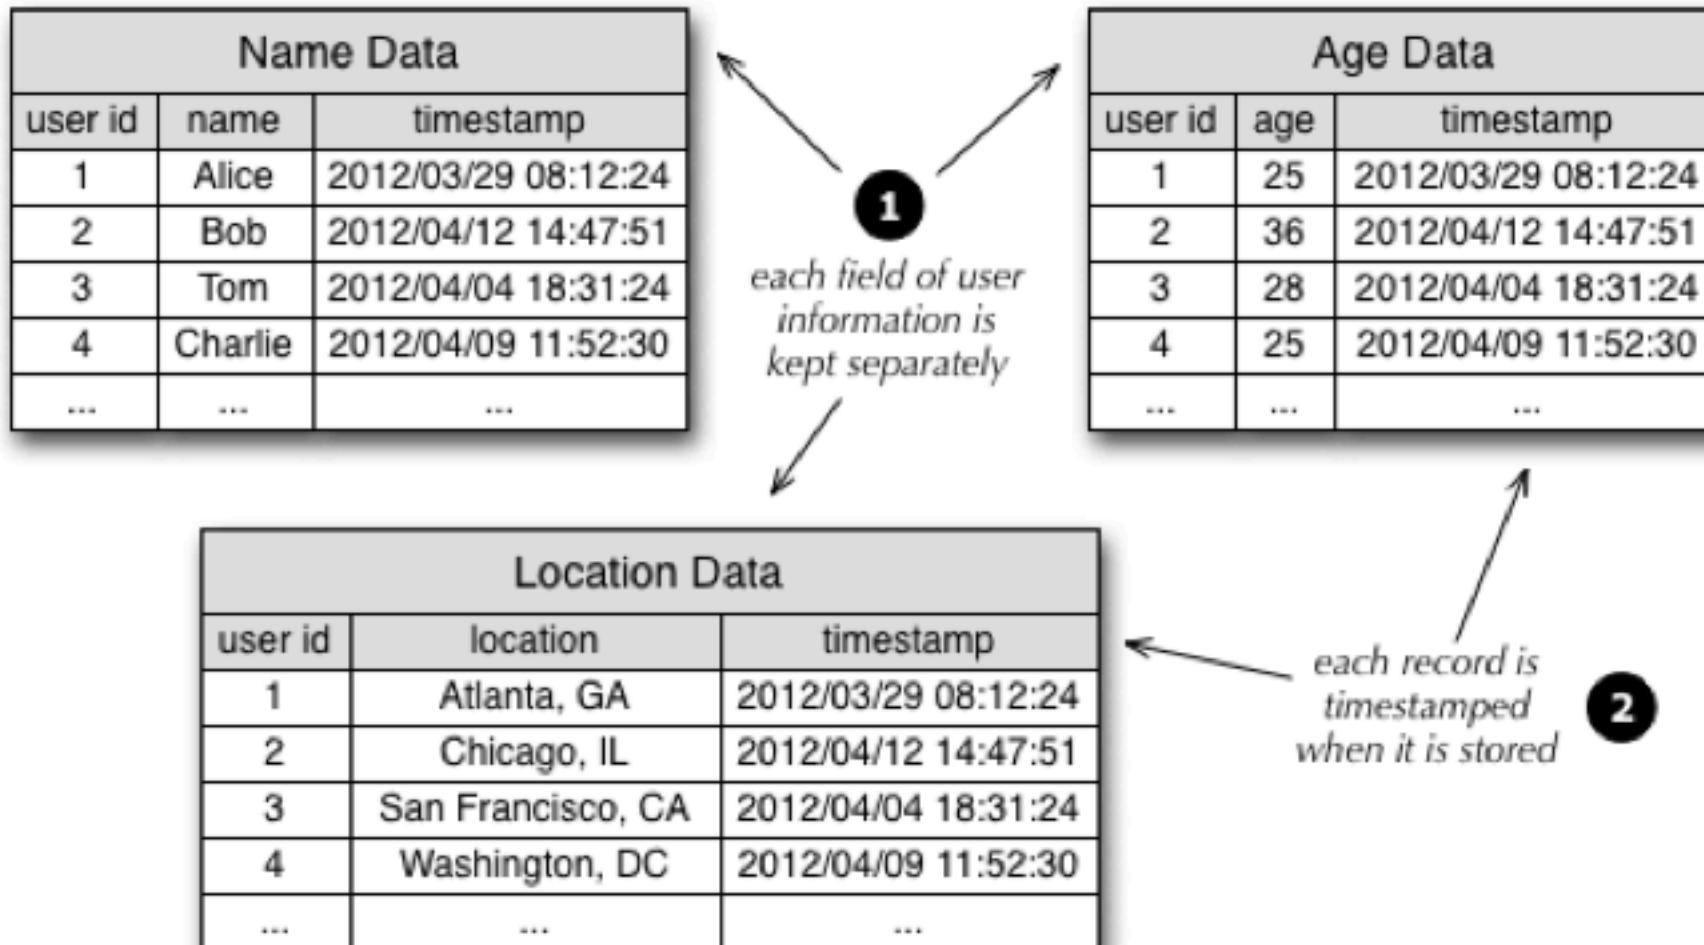 Name Data
user id name timestamp
1 Alice 2012/03/29 08:12:24
2 Bob 2012/04/12 14:47:51
3 Tom 2012/04/04 18:31:24
4 Charlie 2012/04/09 11:52:30
... ... ...
Age Data
user id age timestamp
1 25 2012/03/29 08:12:24
2 36 2012/04/12 14:47:51
3 28 2012/04/04 18:31:24
4 25 2012/04/09 11:52:30
... ... ...
1
each field of user
information is
kept separately
Location Data
user id location timestamp
1 Atlanta, GA 2012/03/29 08:12:24
2 Chicago, IL 2012/04/12 14:47:51
3 San Francisco, CA 2012/04/04 18:31:24
4 Washington, DC 2012/04/09 11:52:30
... ... ...
each record is
timestamped
when it is stored
2